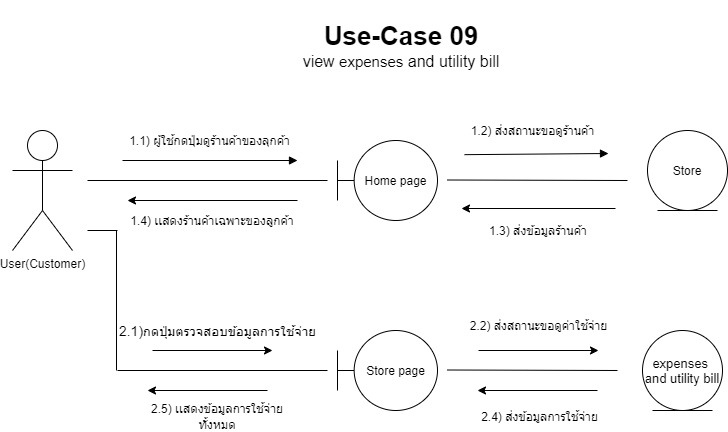 Use-Case 09
view expenses and utility bill
1.1) ผู้ใช้กดปุ่มดูร้านค้าของลุกค้า
1.2) ส่งสถานะขอดูร้านค้า
Home page
Store
1.4) แสดงร้านค้าเฉพาะของลูกค้า
1.3) ส่งข้อมูลร้านค้า
User(Customer)
2.1)กดปุ่มตรวจสอบข้อมูลการใช้จ่าย
2.2) ส่งสถานะขอดูค่าใช้จ่าย
Store page
expenses
and utility bill
2.5) แสดงข้อมูลการใช้จ่าย
ทั้งหมด
2.4) ส่งข้อมูลการใช้จ่าย